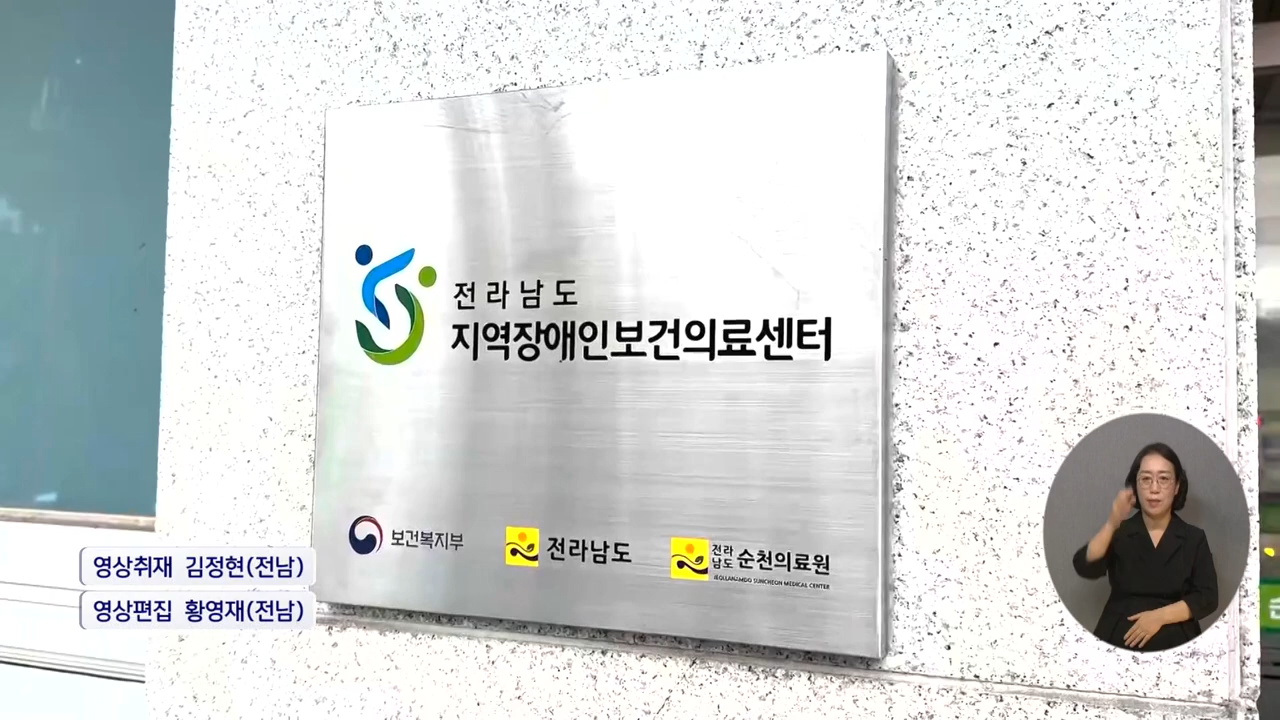 전라남도
지역장애인보건의료센터
보건복지부
전라남도
전라
남도 순천의료원
JEOLLANAMDO SUNCHEON MEDICAL CENTER
영상취재 김정현(전남)
영상편집 황영재(전남)